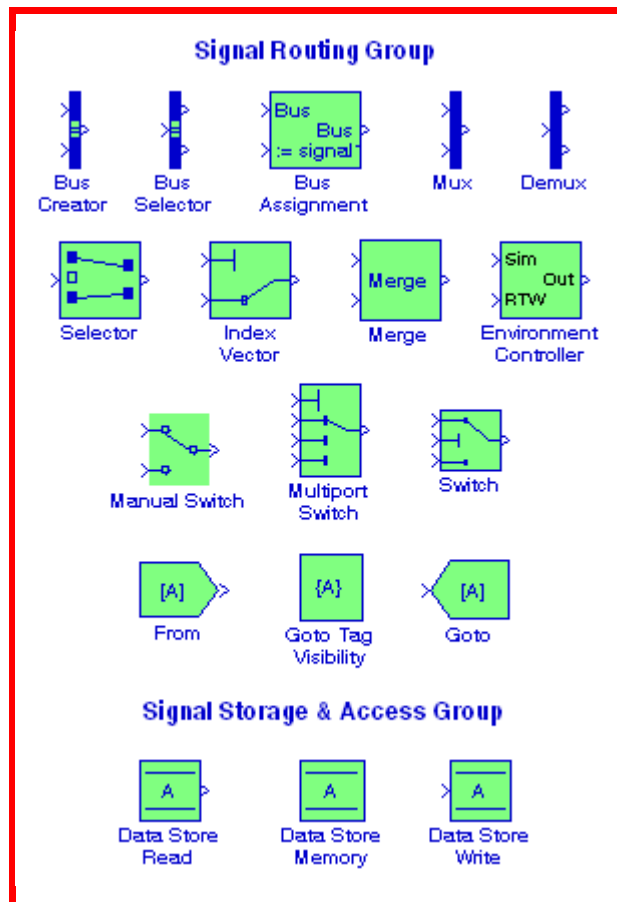 Signal Routing Group
Bus
Bus
:= signal
Bus Creator
Bus Selector
Bus Assignment
Mux
Demux
Merge
Sim
Out
RTW
Selector
Index Vector
Merge
Environment Controller
Manual Switch
Multiport Switch
Switch
[A]
{A}
[A]
From
Goto Tag Visibility
Goto
Signal Storage & Access Group
A
A
A
Data Store Read
Data Store Memory
Data Store Write